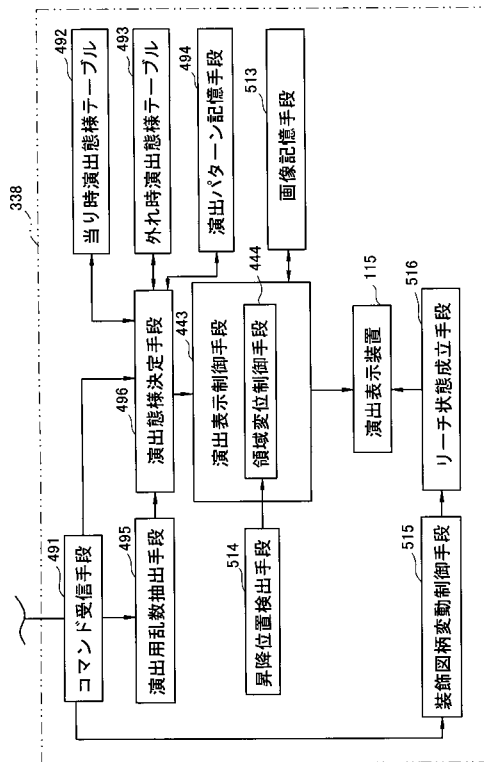 338
491
コマンド受信手段
495
演出用乱数抽出手段
496
演出態様決定手段
492
当り時演出態様テーブル
493
外れ時演出態様テーブル
494
演出パターン記憶手段
443
演出表示制御手段
444
領域変位制御手段
513
画像記憶手段
514
昇降位置検出手段
115
演出表示装置
515
装飾図柄変動制御手段
516
リーチ状態成立手段